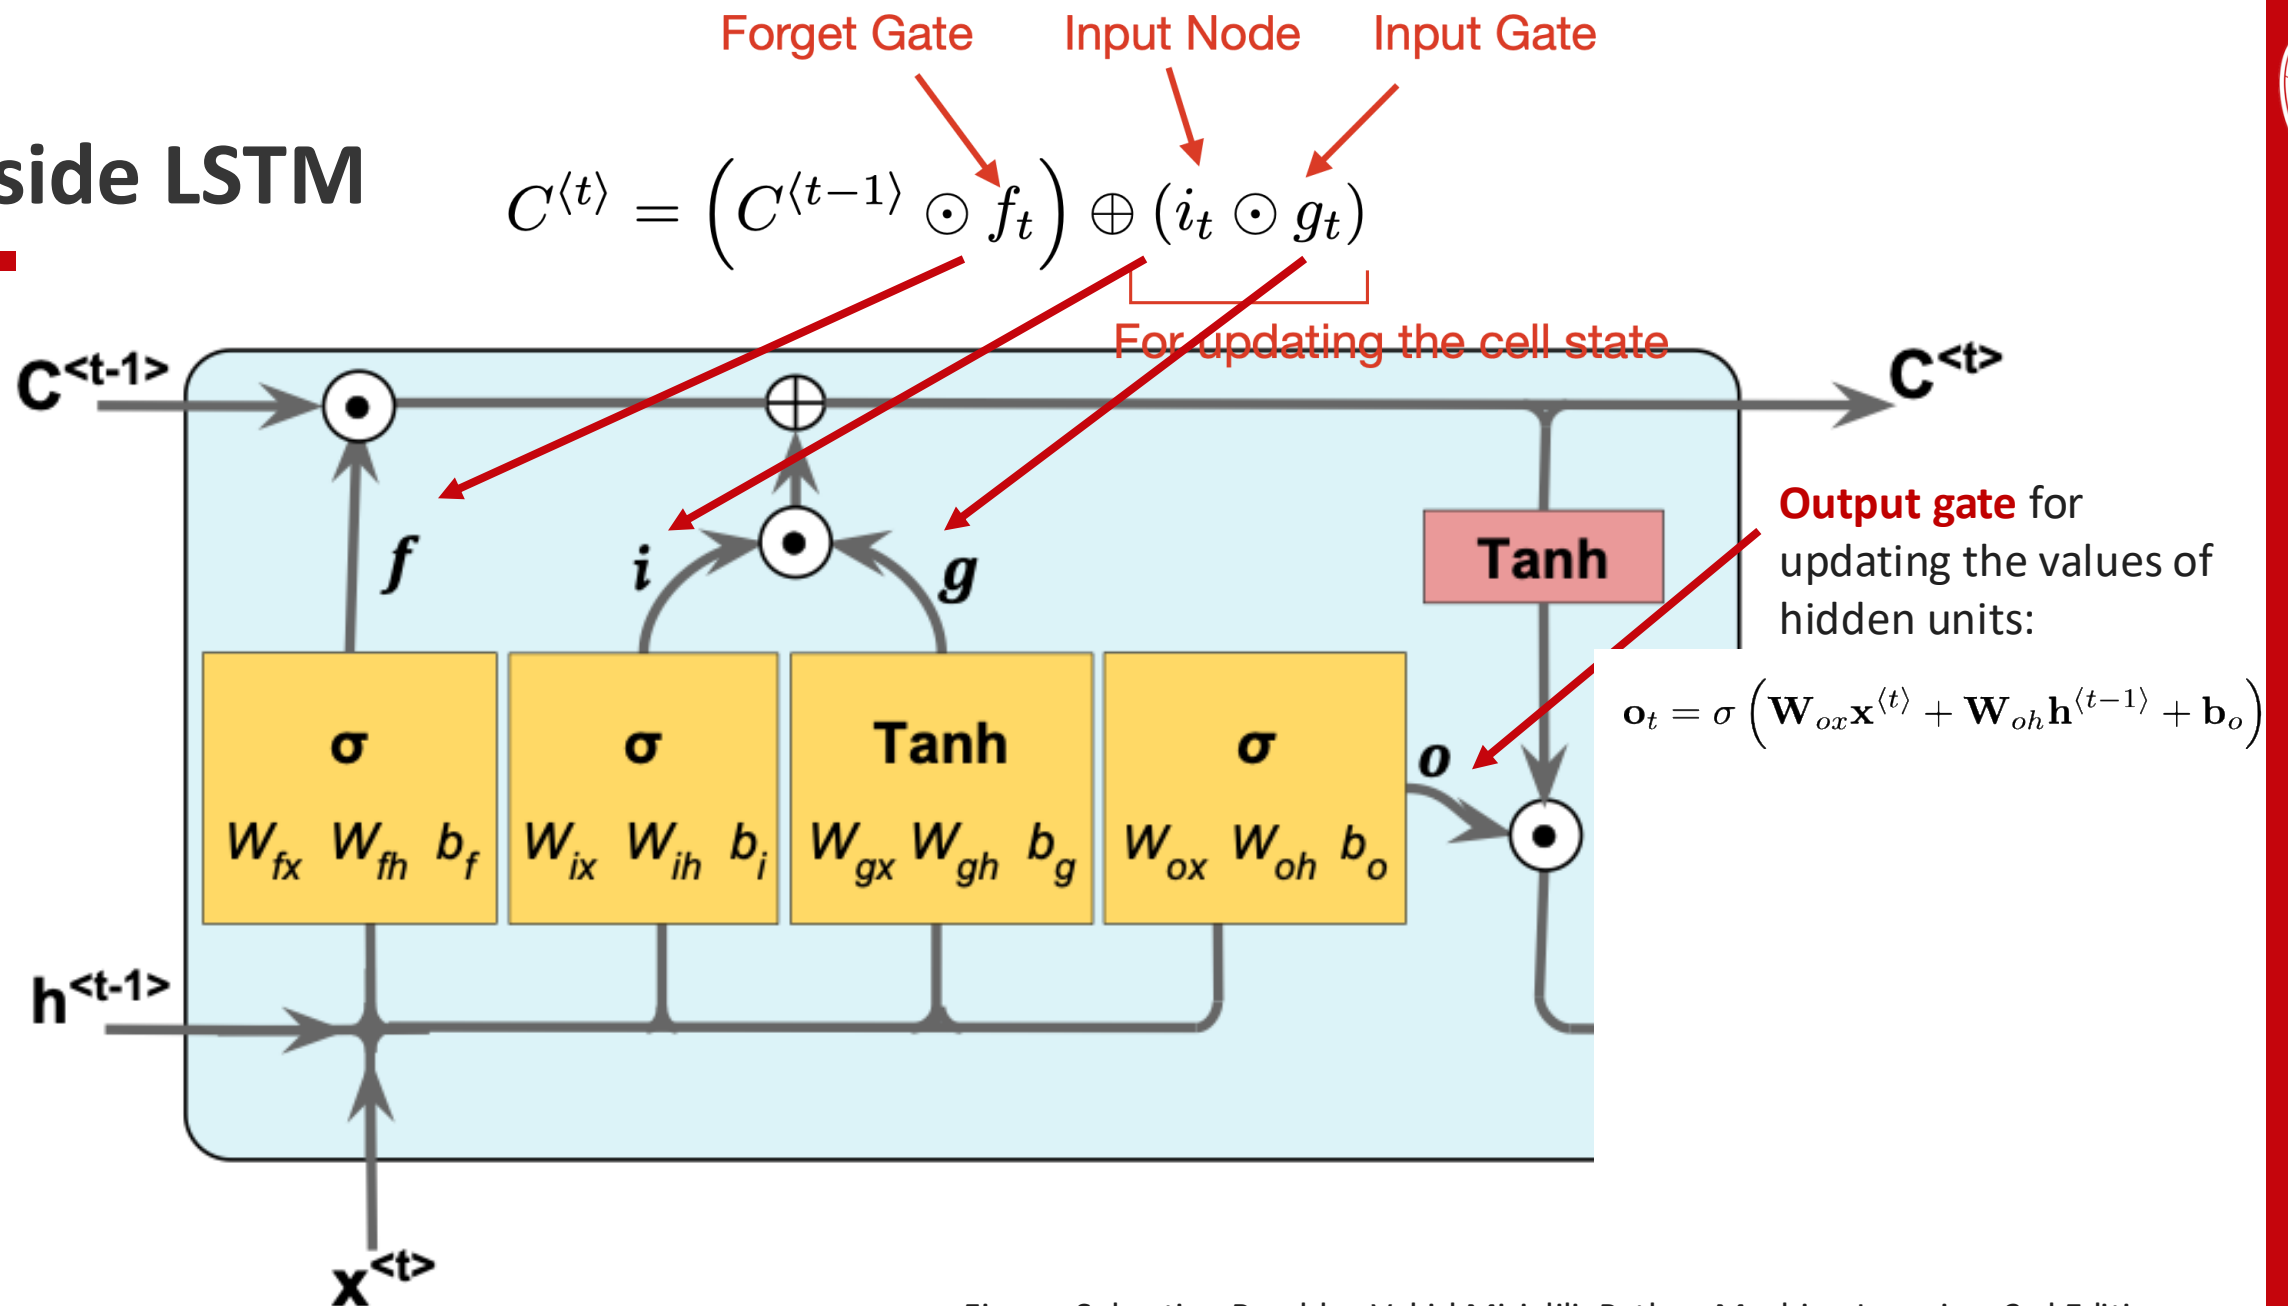 Forget Gate Input Node Input Gate
side LSTM
C⟨t⟩ = (C⟨t−1⟩ ⊙ f_t) ⊕ (i_t ⊙ g_t)
For updating the cell state
C<t-1>
C<t>
f
i
g
Tanh
Output gate for
updating the values of
hidden units:
o_t = σ (W_ox x⟨t⟩ + W_oh h⟨t−1⟩ + b_o)
o
σ σ Tanh σ
W_fx W_fh b_f W_ix W_ih b_i W_gx W_gh b_g W_ox W_oh b_o
h<t-1>
x<t>